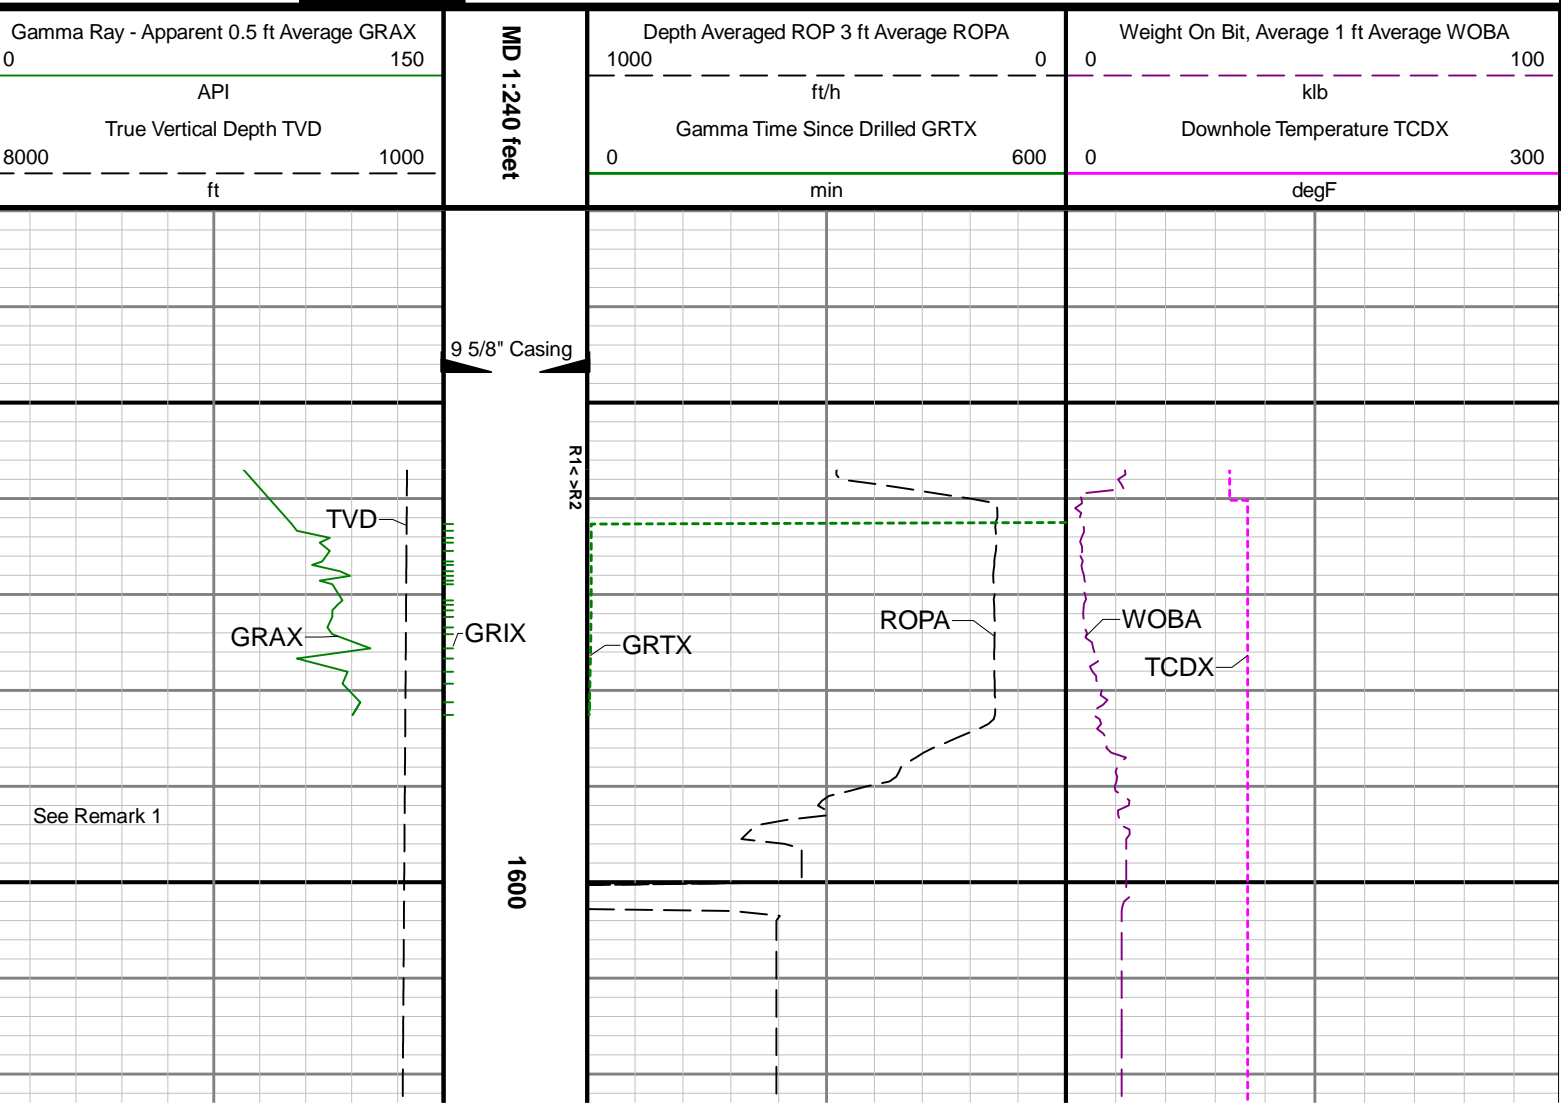 Gamma Ray - Apparent 0.5 ft Average GRAX
0 150
API
True Vertical Depth TVD
8000 1000
ft
MD 1:240 feet
Depth Averaged ROP 3 ft Average ROPA
1000 0
ft/h
Gamma Time Since Drilled GRTX
0 600
min
Weight On Bit, Average 1 ft Average WOBA
0 100
klb
Downhole Temperature TCDX
0 300
degF
9 5/8" Casing
R1<>R2
TVD
GRAX
GRIX
GRTX
ROPA
WOBA
TCDX
See Remark 1
1600